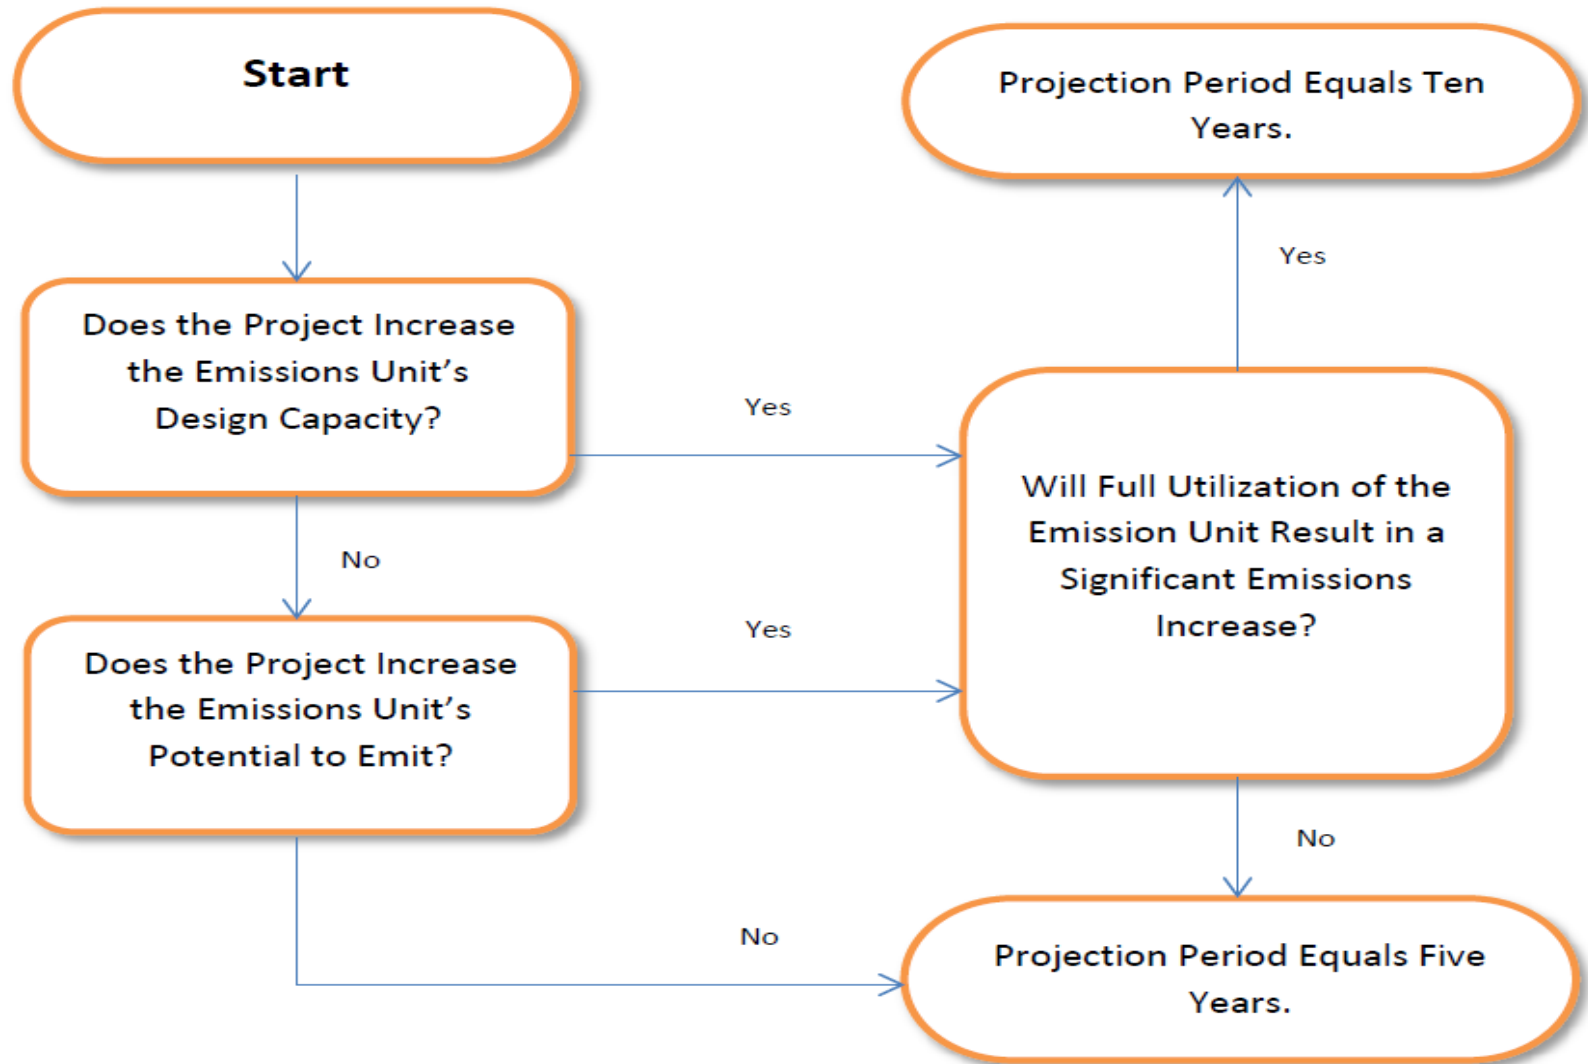 Start
Projection Period Equals Ten
Years.
Yes
Does the Project Increase
the Emissions Unit’s
Design Capacity?
Yes
Will Full Utilization of the
Emission Unit Result in a
Significant Emissions
Increase?
No
Yes
Does the Project Increase
the Emissions Unit’s
Potential to Emit?
No
No
Projection Period Equals Five
Years.